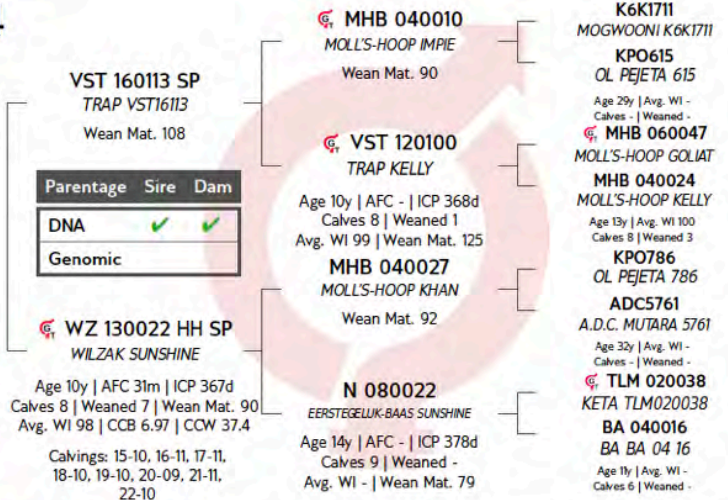 VST 160113 SP
TRAP VST16113
Wean Mat. 108
Parentage Sire Dam
DNA ✔ ✔
Genomic
WZ 130022 HH SP
WILZAK SUNSHINE
Age 10y | AFC 31m | ICP 367d
Calves 8 | Weaned 7 | Wean Mat. 90
Avg. WI 98 | CCB 6.97 | CCW 37.4
Calvings: 15-10, 16-11, 17-11,
18-10, 19-10, 20-09, 21-11,
22-10
MHB 040010
MOLL'S-HOOP IMPIE
Wean Mat. 90
VST 120100
TRAP KELLY
Age 10y | AFC - | ICP 368d
Calves 8 | Weaned 1
Avg. WI 99 | Wean Mat. 125
MHB 040027
MOLL'S-HOOP KHAN
Wean Mat. 92
N 080022
EERSTEGELUK-BAAS SUNSHINE
Age 14y | AFC - | ICP 378d
Calves 9 | Weaned -
Avg. WI - | Wean Mat. 79
K6K1711
MOGWOONI K6K1711
KPO615
OL PEJETA 615
Age 29y | Avg. WI -
Calves - | Weaned -
MHB 060047
MOLL'S-HOOP GOLIAT
MHB 040024
MOLL'S-HOOP KELLY
Age 13y | Avg. WI 100
Calves 8 | Weaned 3
KPO786
OL PEJETA 786
ADC5761
A.D.C. MUTARA 5761
Age 32y | Avg. WI -
Calves - | Weaned -
TLM 020038
KETA TLM020038
BA 040016
BA BA 04 16
Age 11y | Avg. WI -
Calves 6 | Weaned -